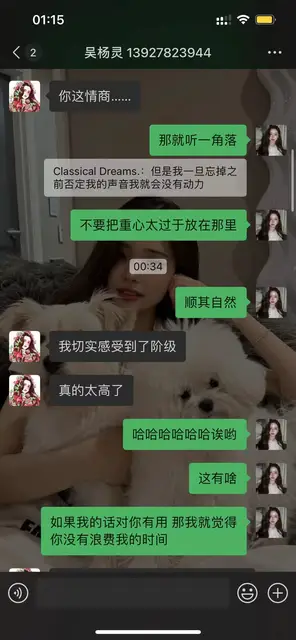 01:15
2
吴杨灵 13927823944
你这情商……
那就听一角落
Classical Dreams.：但是我一旦忘掉之
前否定我的声音我就会没有动力
不要把重心太过于放在那里
00:34
顺其自然
我切实感受到了阶级
真的太高了
哈哈哈哈哈哈诶哟
这有啥
如果我的话对你有用 那我就觉得
你没有浪费我的时间